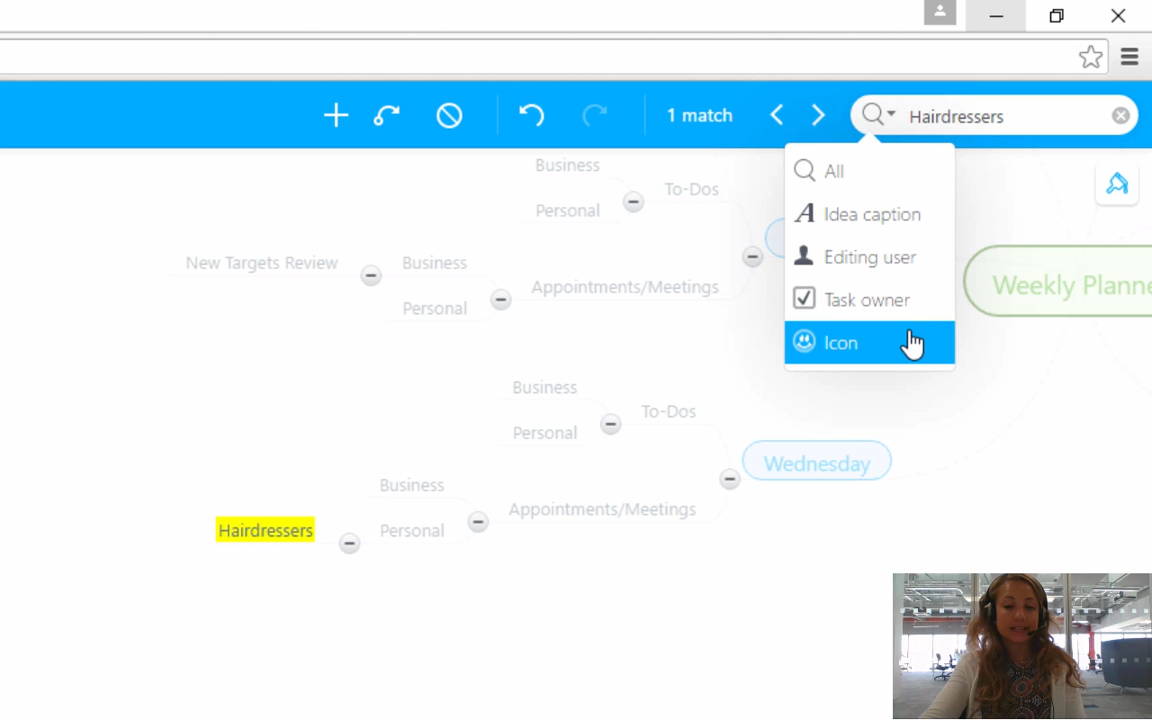 1 match
Hairdressers
All
Idea caption
Editing user
Task owner
Icon
Business
To-Dos
Personal
New Targets Review
Business
Appointments/Meetings
Personal
Weekly Planne
Business
To-Dos
Personal
Wednesday
Business
Appointments/Meetings
Hairdressers
Personal